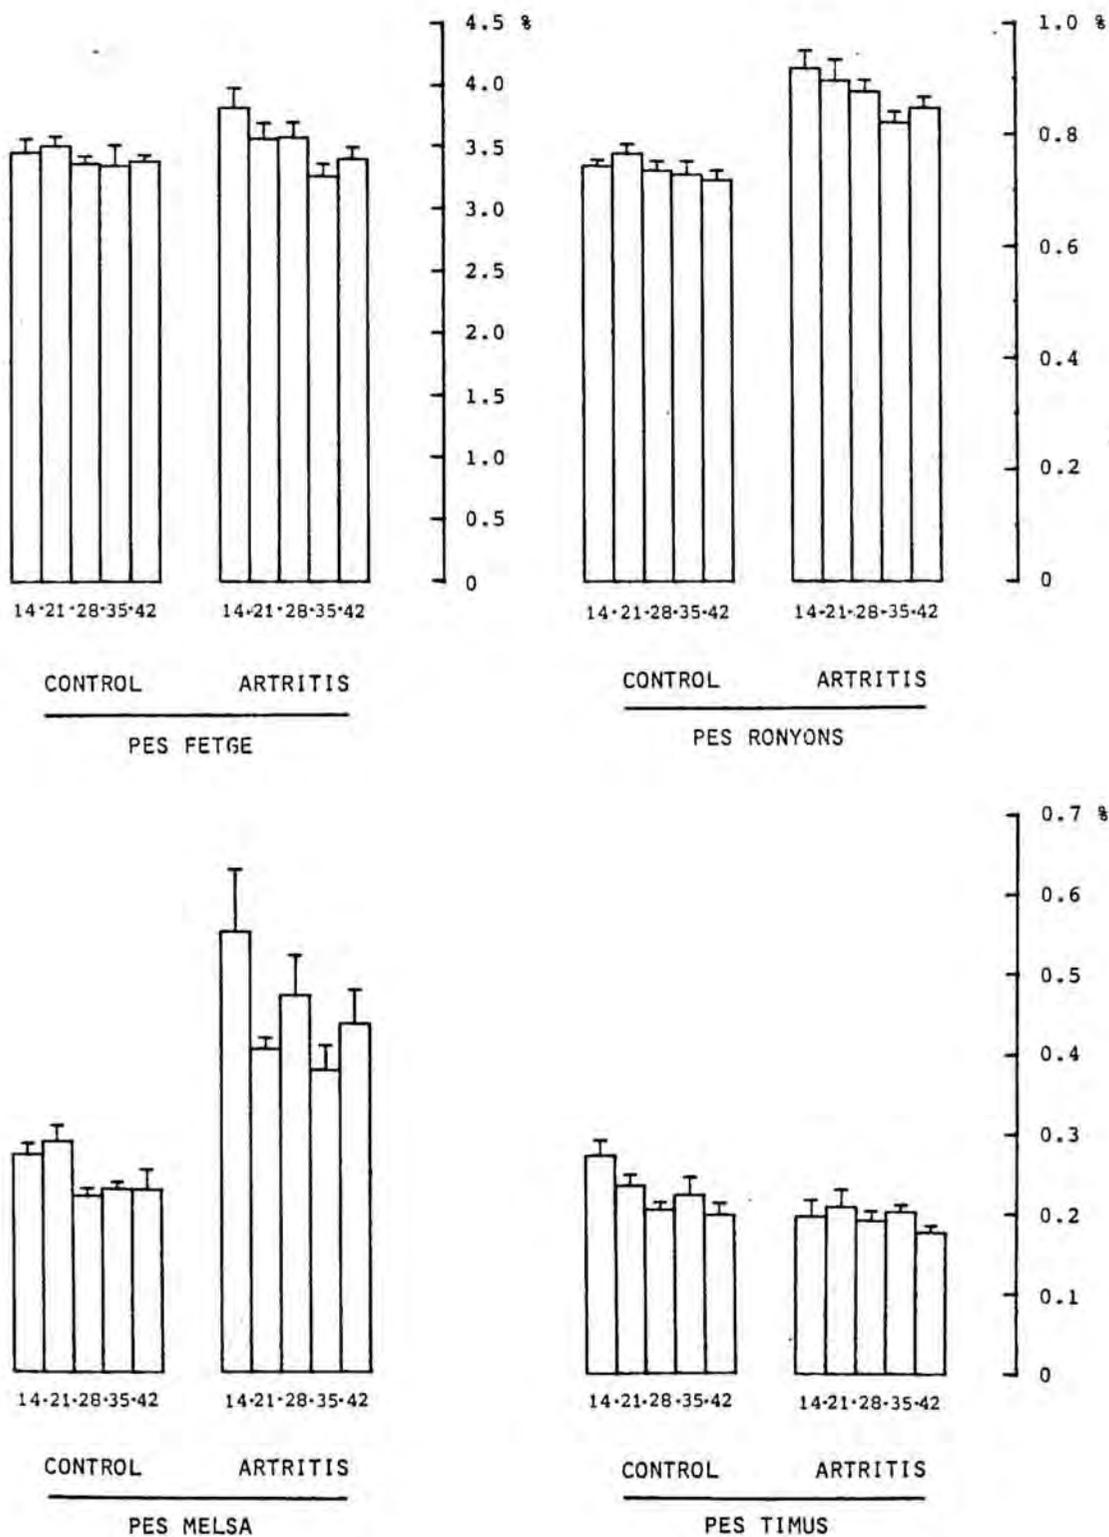 4.5 %
4.0
3.5
3.0
2.5
2.0
1.5
1.0
0.5
0
14·21·28·35·42
14·21·28·35·42
CONTROL
ARTRITIS
PES FETGE
1.0 %
0.8
0.6
0.4
0.2
0
14·21·28·35·42
14·21·28·35·42
CONTROL
ARTRITIS
PES RONYONS
14·21·28·35·42
14·21·28·35·42
CONTROL
ARTRITIS
PES MELSA
0.7 %
0.6
0.5
0.4
0.3
0.2
0.1
0
14·21·28·35·42
14·21·28·35·42
CONTROL
ARTRITIS
PES TIMUS